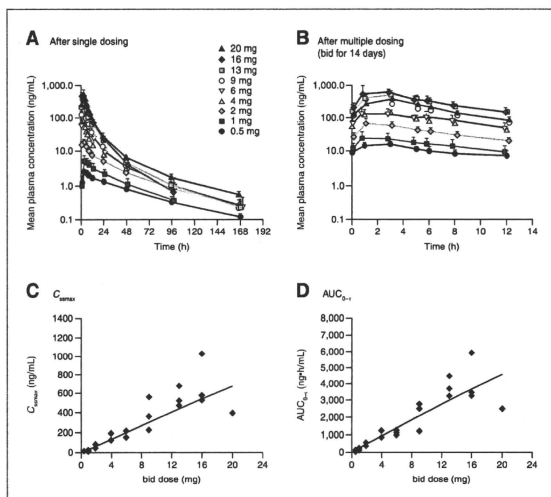 A After single dosing
Mean plasma concentration (ng/mL)
1,000.0
100.0
10.0
1.0
0.1
0 24 48 72 96 120 144 168 192
Time (h)
20 mg
16 mg
13 mg
9 mg
6 mg
4 mg
2 mg
1 mg
0.5 mg
B After multiple dosing
(bid for 14 days)
Mean plasma concentration (ng/mL)
1,000.0
100.0
10.0
1.0
0.1
0 2 4 6 8 10 12 14
Time (h)
C Cssmax
Cssmax (ng/mL)
1400
1200
1000
800
600
400
200
0
0 4 8 12 16 20 24
bid dose (mg)
D AUC0–τ
AUC0–τ (ng•h/mL)
8,000
7,000
6,000
5,000
4,000
3,000
2,000
1,000
0
0 4 8 12 16 20 24
bid dose (mg)